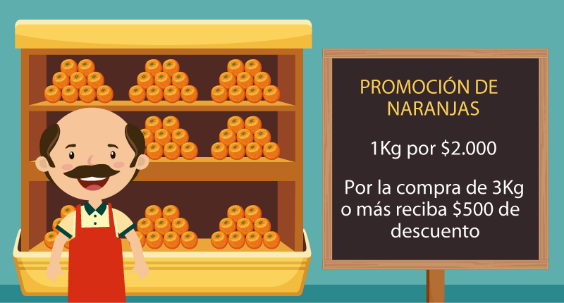 PROMOCIÓN DE
NARANJAS
1Kg por $2.000
Por la compra de 3Kg
o más reciba $500 de
descuento